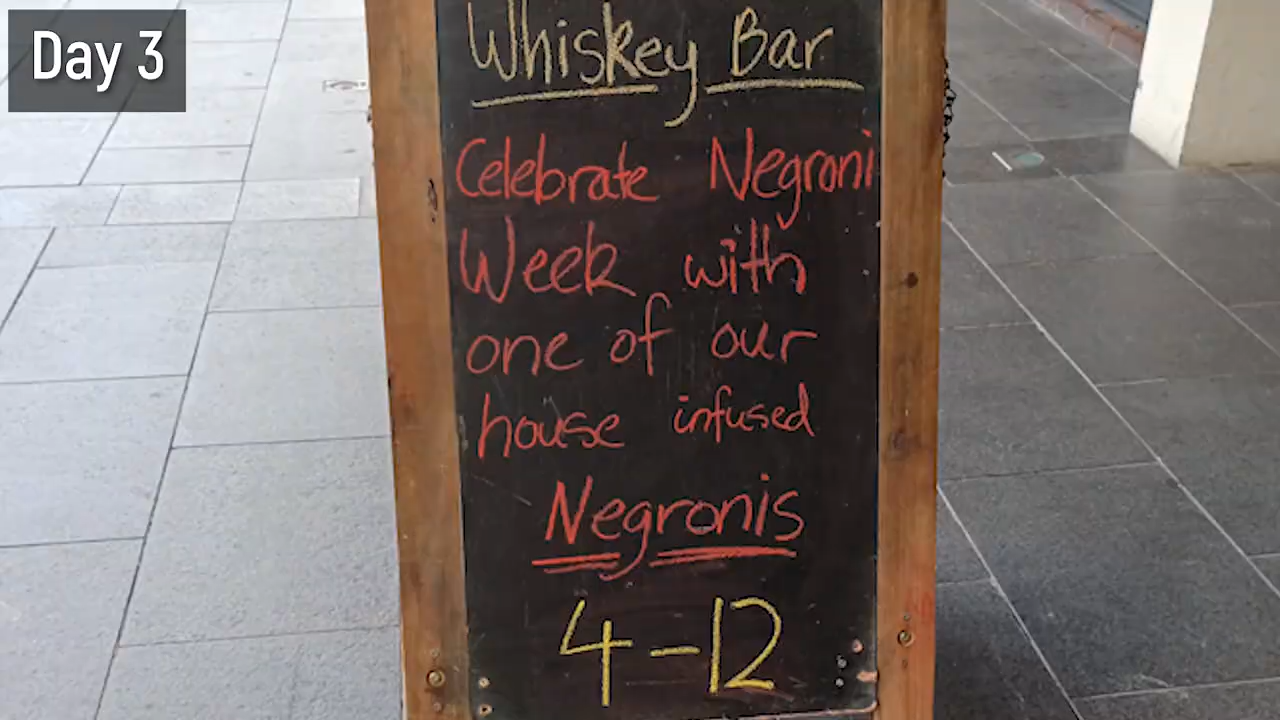 Day 3
Whiskey Bar
Celebrate Negroni
Week with
one of our
house infused
Negronis
4-12